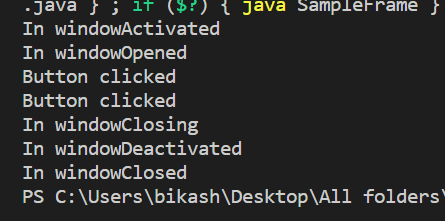 .java } ; if ($?) { java SampleFrame }
In windowActivated
In windowOpened
Button clicked
Button clicked
In windowClosing
In windowDeactivated
In windowClosed
PS C:\Users\bikash\Desktop\All folders\